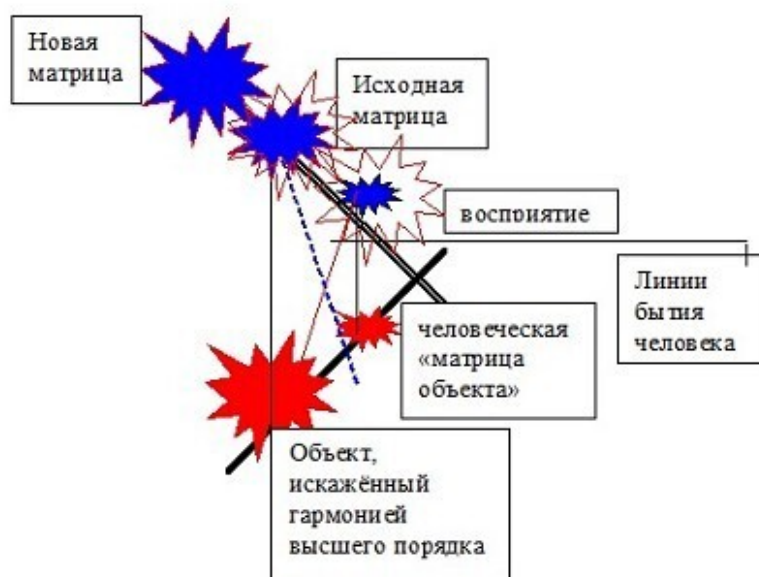 Новая
матрица
Исходная
матрица
восприятие
Линии
бытия
человека
человеческая
«матрица
объекта»
Объект,
искажённый
гармонией
высшего порядка